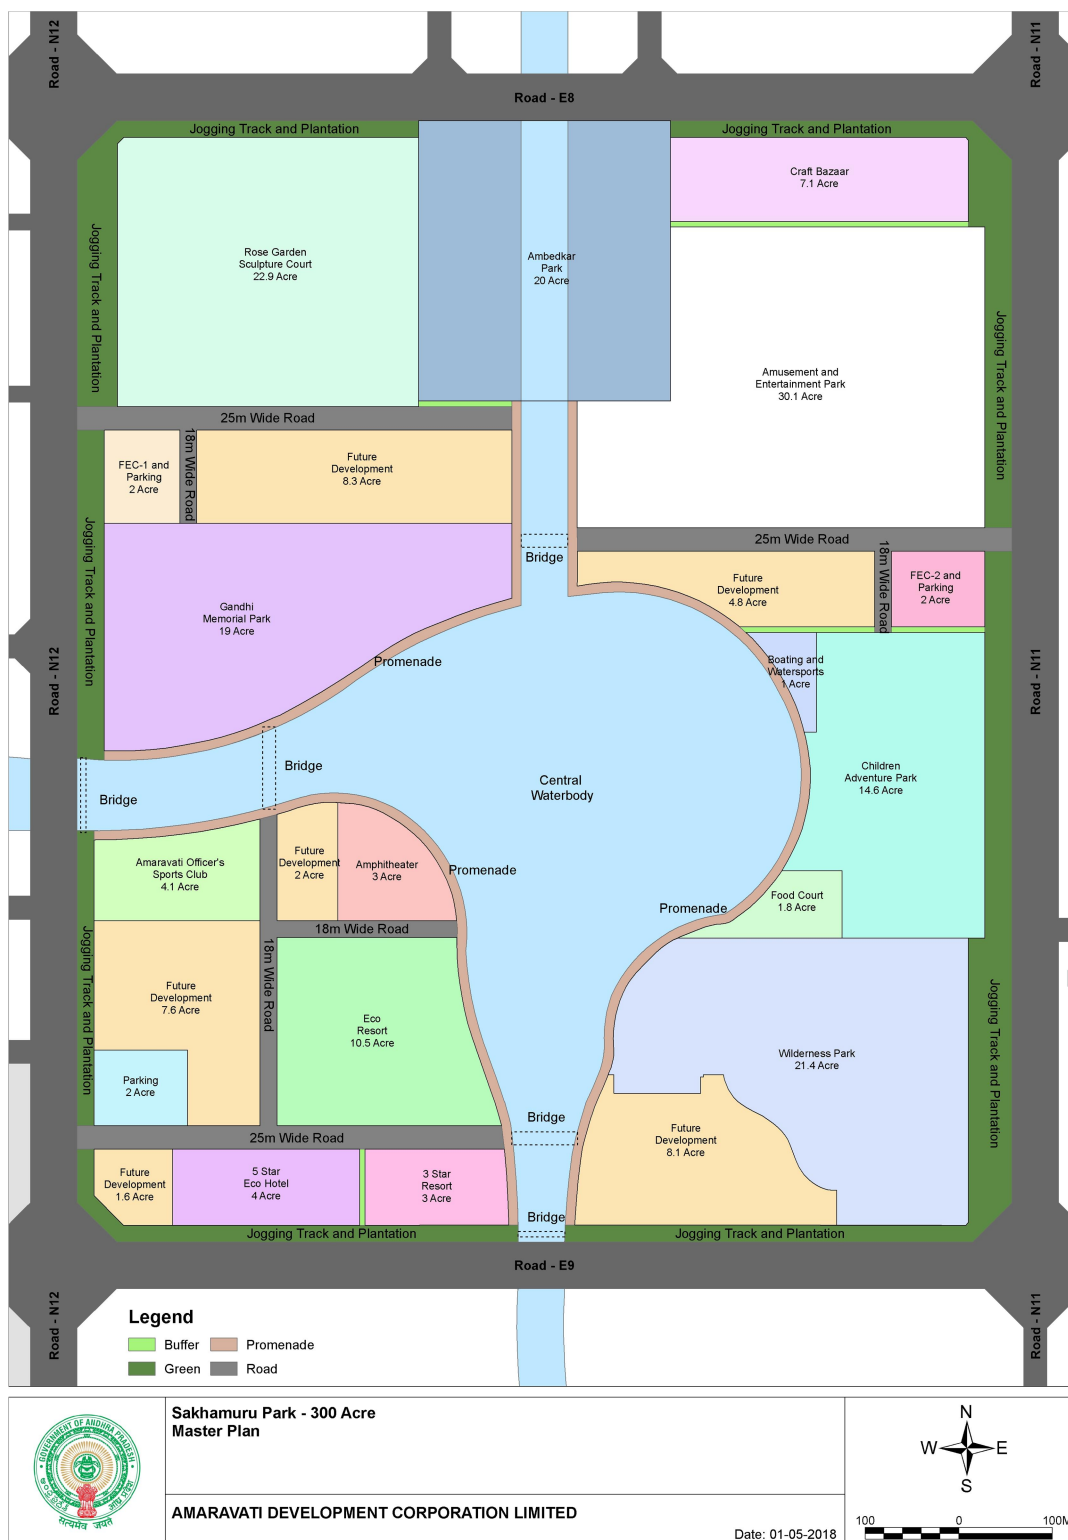 Road - N12
Road - N11
Road - E8
Jogging Track and Plantation
Jogging Track and Plantation
Craft Bazaar
7.1 Acre
Jogging Track and Plantation
Rose Garden
Sculpture Court
22.9 Acre
Ambedkar
Park
20 Acre
Jogging Track and Plantation
Amusement and
Entertainment Park
30.1 Acre
25m Wide Road
18m Wide Road
FEC-1 and
Parking
2 Acre
Future
Development
8.3 Acre
25m Wide Road
Jogging Track and Plantation
Bridge
18m Wide Road
Future
Development
4.8 Acre
FEC-2 and
Parking
2 Acre
Gandhi
Memorial Park
19 Acre
Road - N12
Road - N11
Promenade
Boating and
Watersports
1 Acre
Bridge
Bridge
Central
Waterbody
Children
Adventure Park
14.6 Acre
Amaravati Officer's
Sports Club
4.1 Acre
Future
Development
2 Acre
Amphitheater
3 Acre
Promenade
Promenade
Food Court
1.8 Acre
18m Wide Road
18m Wide Road
Jogging Track and Plantation
Future
Development
7.6 Acre
Eco
Resort
10.5 Acre
Jogging Track and Plantation
Wilderness Park
21.4 Acre
Parking
2 Acre
Bridge
25m Wide Road
Future
Development
8.1 Acre
Future
Development
1.6 Acre
5 Star
Eco Hotel
4 Acre
3 Star
Resort
3 Acre
Bridge
Jogging Track and Plantation
Jogging Track and Plantation
Road - E9
Road - N12
Road - N11
Legend
Buffer
Promenade
Green
Road
Sakhamuru Park - 300 Acre
Master Plan
AMARAVATI DEVELOPMENT CORPORATION LIMITED
Date: 01-05-2018
GOVERNMENT OF ANDHRA PRADESH
सत्यमेव जयते
N
W
E
S
100
0
100M